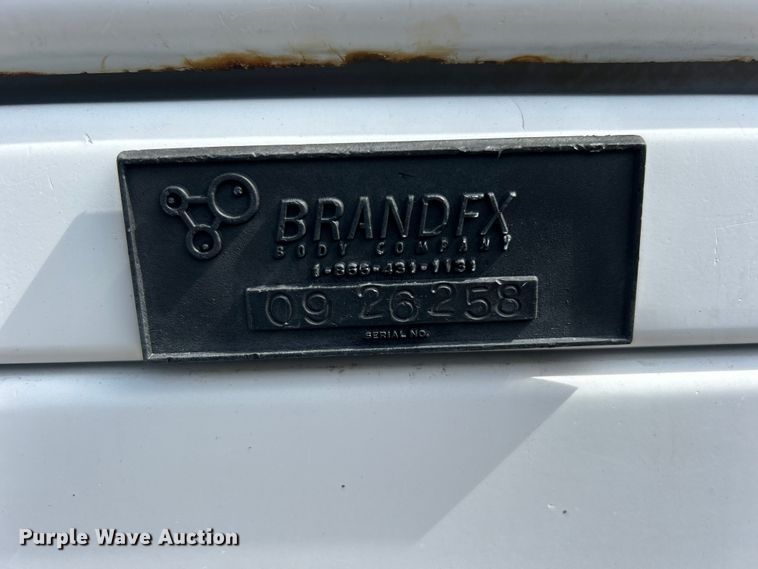 BRANDFX
BODY COMPANY
1-866-431-1131
09 26258
SERIAL NO.
Purple Wave Auction